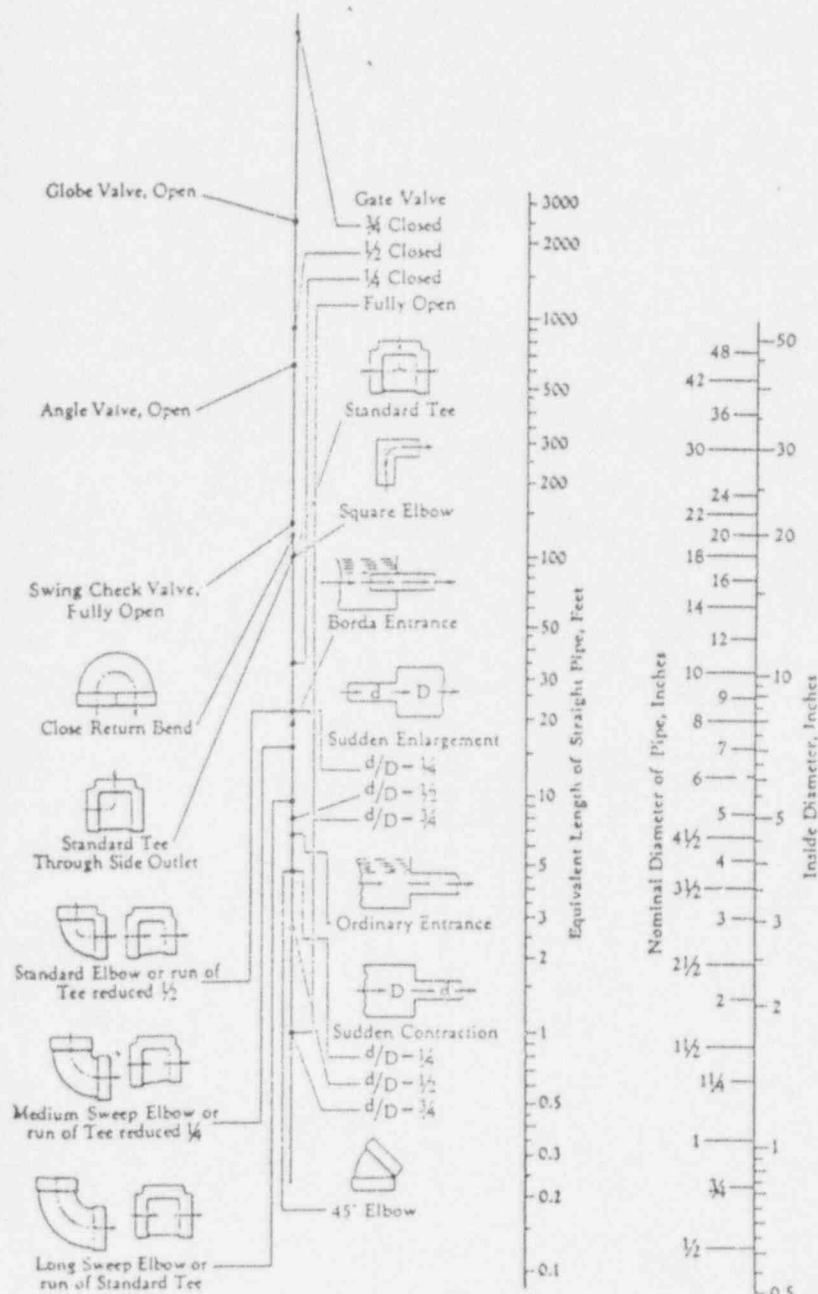 Globe Valve, Open
Angle Valve, Open
Swing Check Valve,
Fully Open
Close Return Bend
Standard Tee
Through Side Outlet
Standard Elbow or run of
Tee reduced ½
Medium Sweep Elbow or
run of Tee reduced ¼
Long Sweep Elbow or
run of Standard Tee
Gate Valve
¾ Closed
½ Closed
¼ Closed
Fully Open
Standard Tee
Square Elbow
Borda Entrance
d D
Sudden Enlargement
d/D – ¼
d/D – ½
d/D – ¾
Ordinary Entrance
D d
Sudden Contraction
d/D – ¼
d/D – ½
d/D – ¾
45° Elbow
3000
2000
1000
500
300
200
100
50
30
20
10
5
3
2
1
0.5
0.3
0.2
0.1
Equivalent Length of Straight Pipe, Feet
Nominal Diameter of Pipe, Inches
48
42
36
30
24
22
20
18
16
14
12
10
9
8
7
6
5
4½
4
3½
3
2½
2
1½
1¼
1
¾
½
50
30
20
10
5
3
2
1
0.5
Inside Diameter, Inches